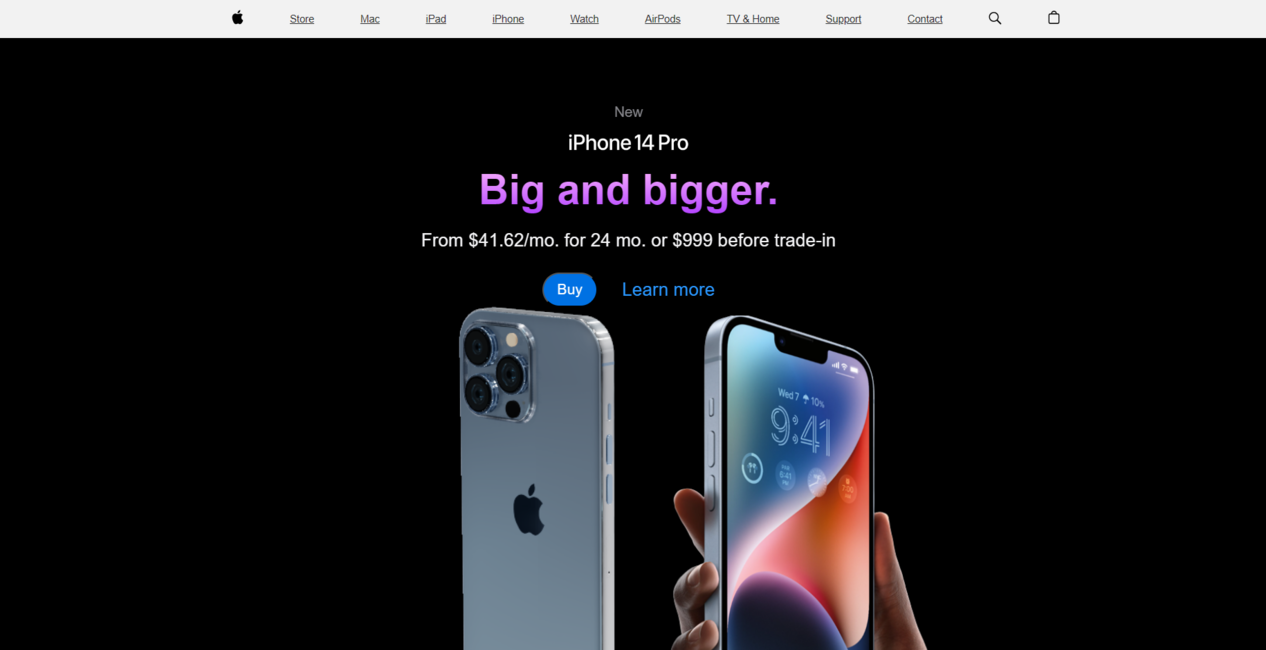 Store Mac iPad iPhone Watch AirPods TV & Home Support Contact
New
iPhone 14 Pro
Big and bigger.
From $41.62/mo. for 24 mo. or $999 before trade-in
Buy Learn more
Wed 7 10%
9:41